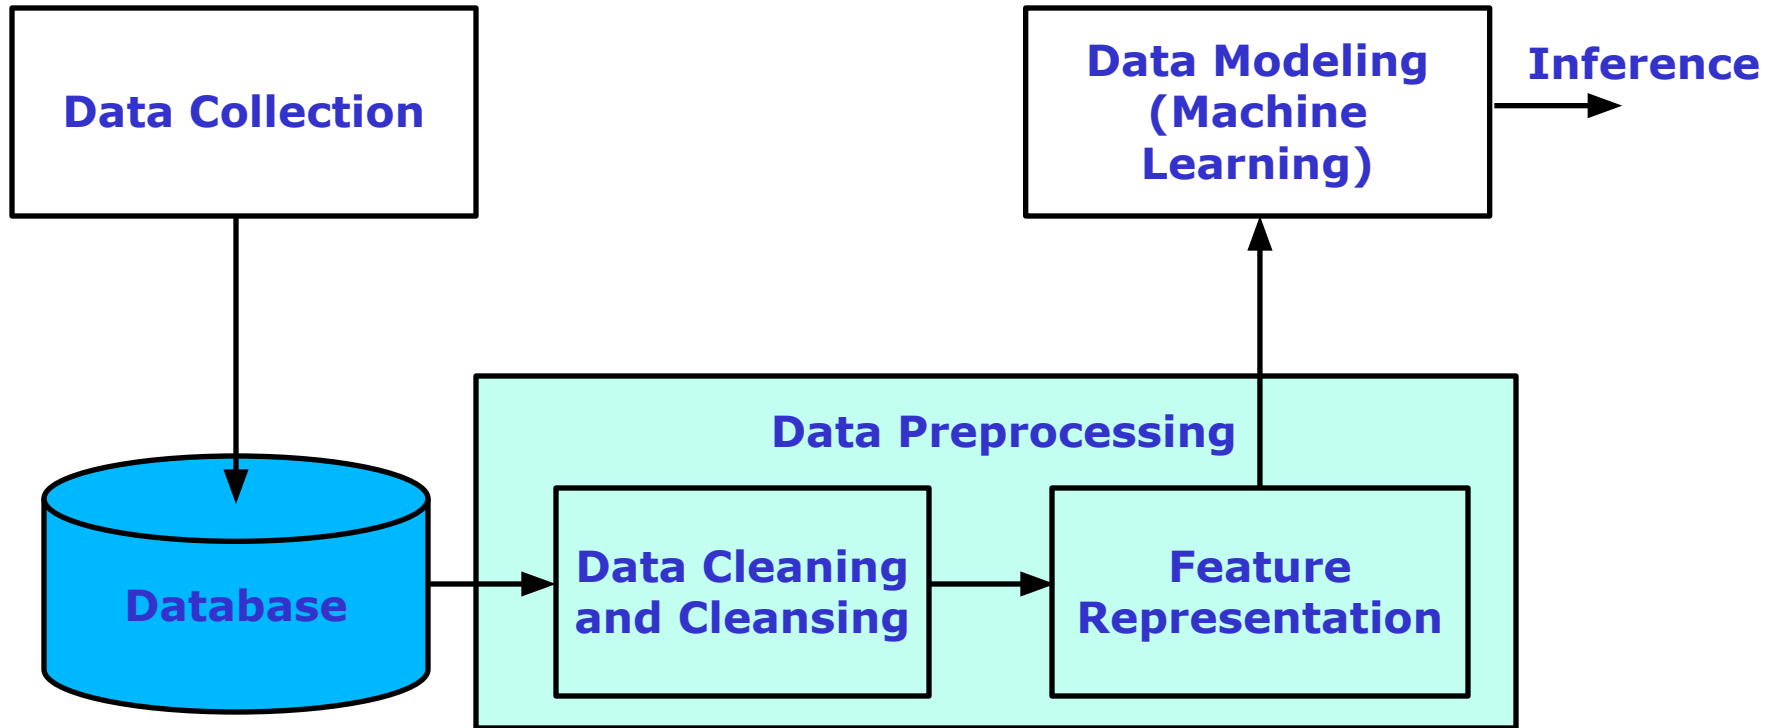 Data Collection
Data Modeling
(Machine
Learning)
Inference
Data Preprocessing
Database
Data Cleaning
and Cleansing
Feature
Representation